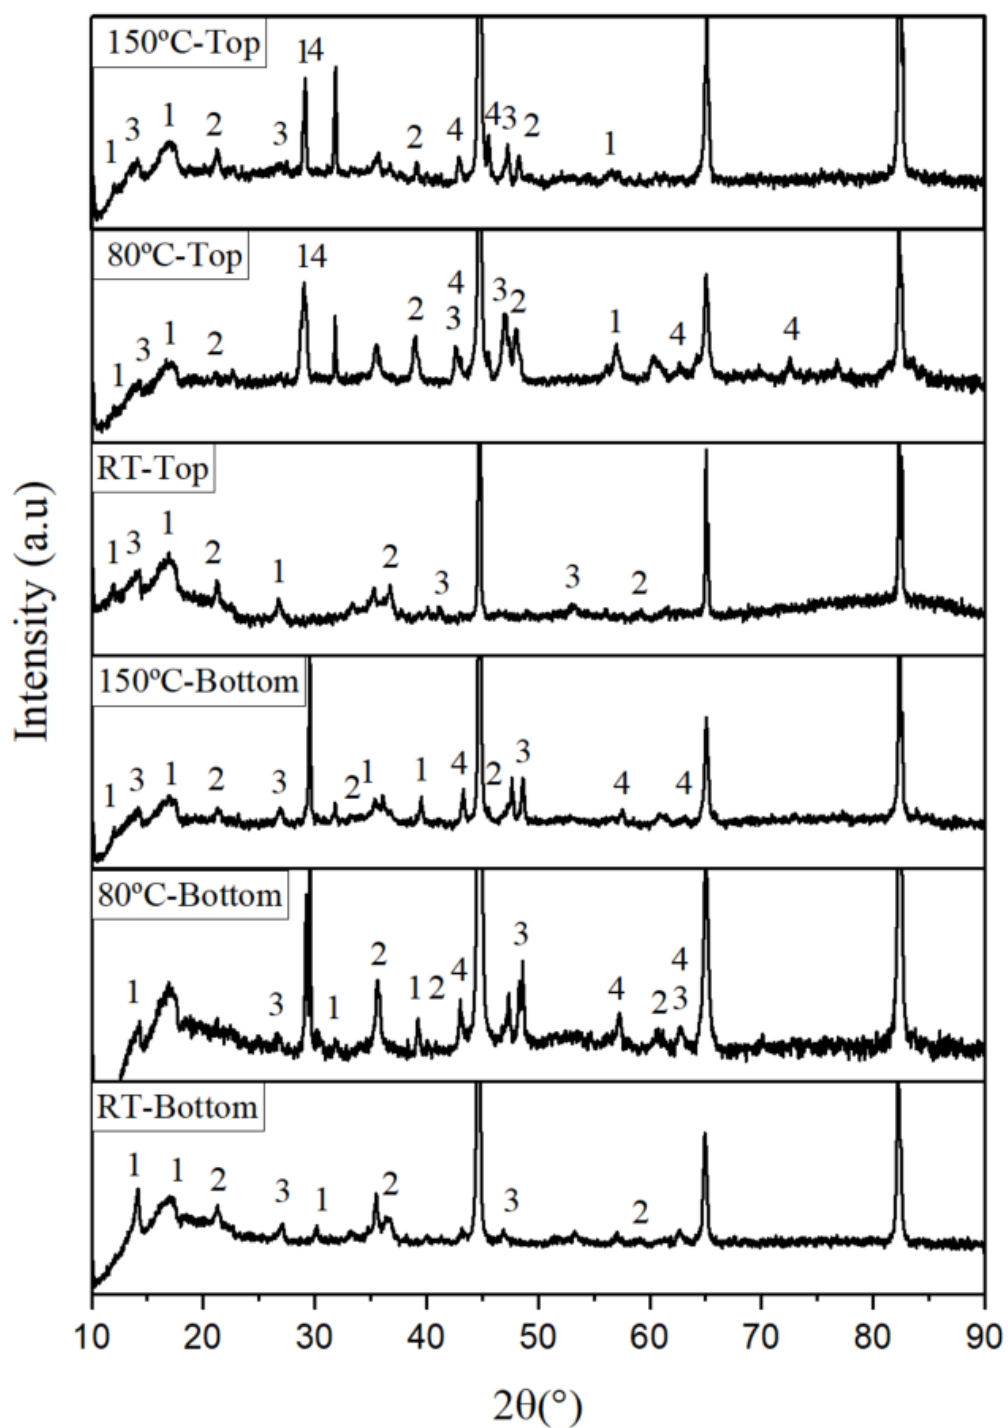 150ºC-Top
14
3 1 2 3 2 4 4 3 2 1
1
80ºC-Top
14
4 3
3 1 2 2 3 2 1 4 4
1
RT-Top
1
1 3 2 1 2 3 3 2
150ºC-Bottom
1 3 1 2 3 2 1 1 4 2 3 4 4
80ºC-Bottom
3
1 3 1 2 1 2 4 4 2 4 3
RT-Bottom
1 1 2 3 1 2 3 2
Intensity (a.u)
10 20 30 40 50 60 70 80 90
2θ(°)